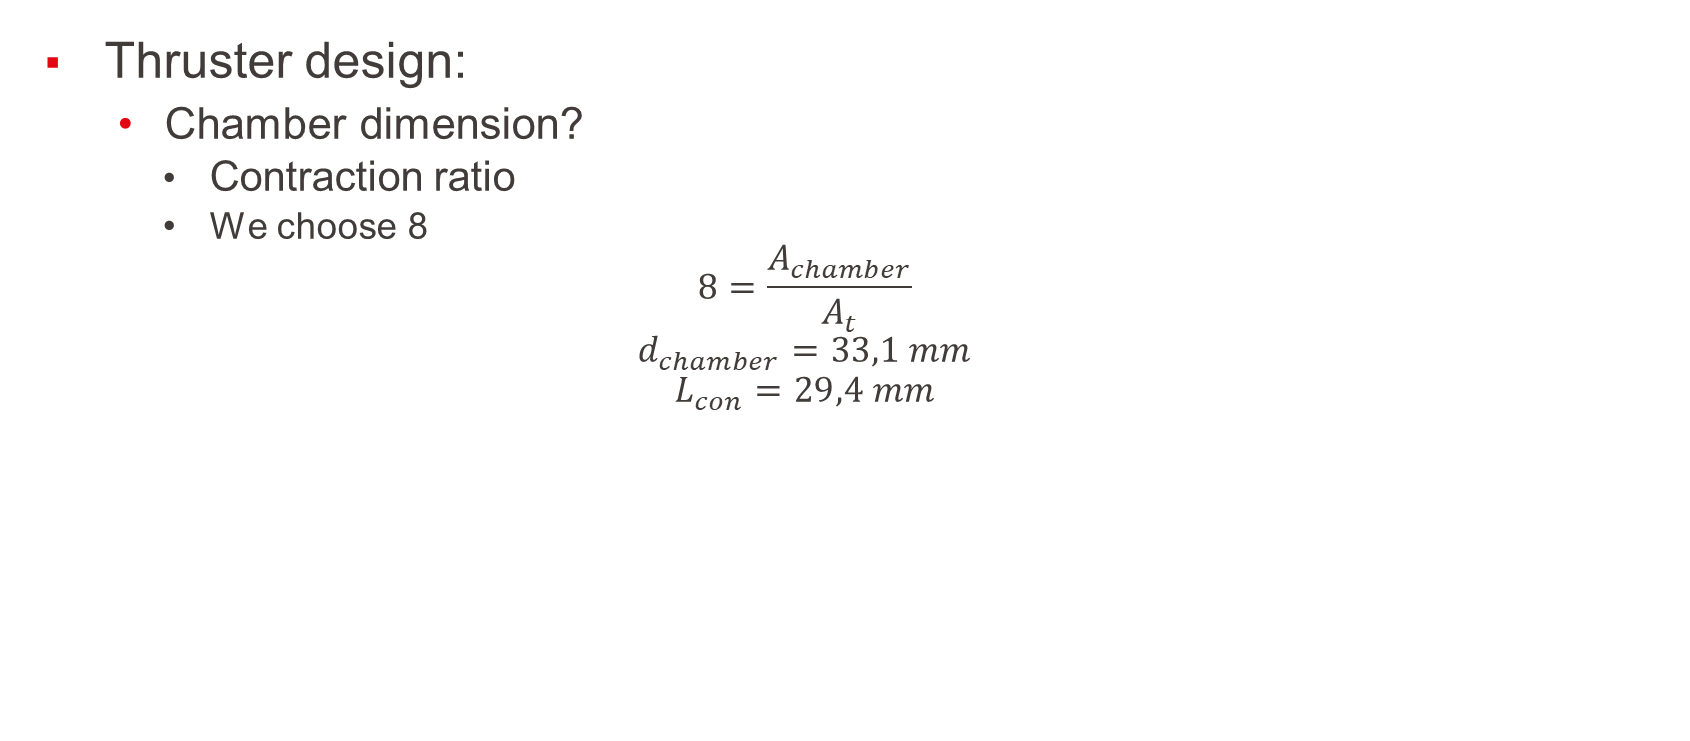 ▪ Thruster design:
• Chamber dimension?
• Contraction ratio
• We choose 8
8 = A_chamber / A_t
d_chamber = 33,1 mm
L_con = 29,4 mm